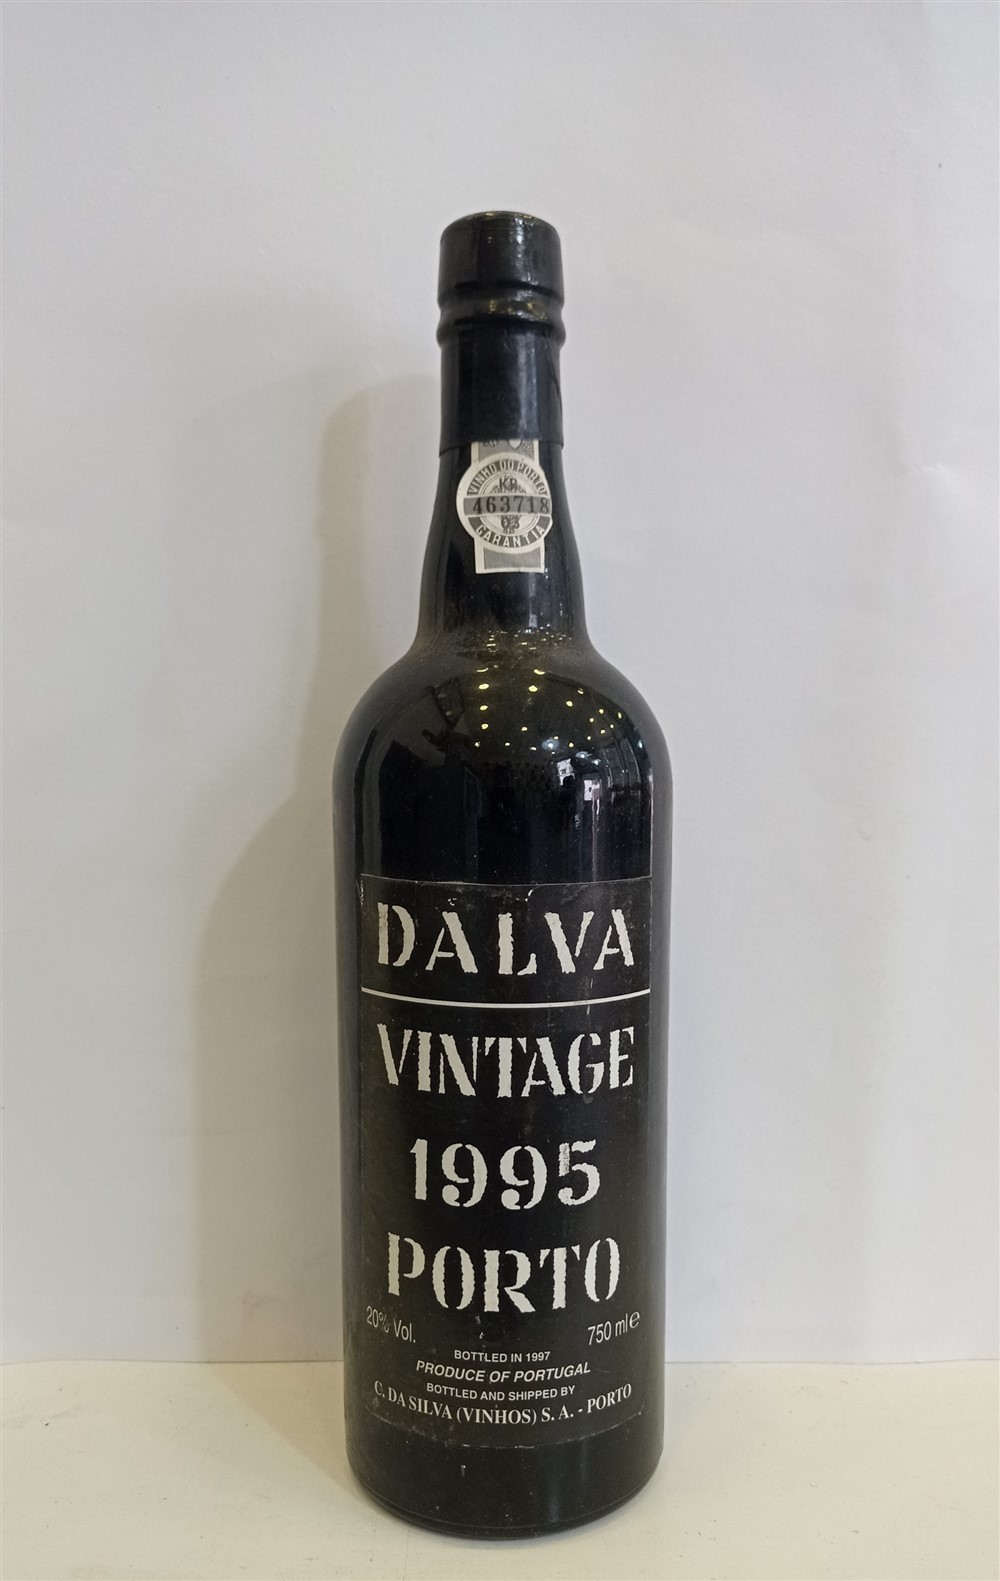 VINHO DO PORTO
KP
463718
GARANTIA
DALVA
VINTAGE
1995
PORTO
20% Vol.
750 ml e
BOTTLED IN 1997
PRODUCE OF PORTUGAL
BOTTLED AND SHIPPED BY
C. DA SILVA (VINHOS) S. A. - PORTO